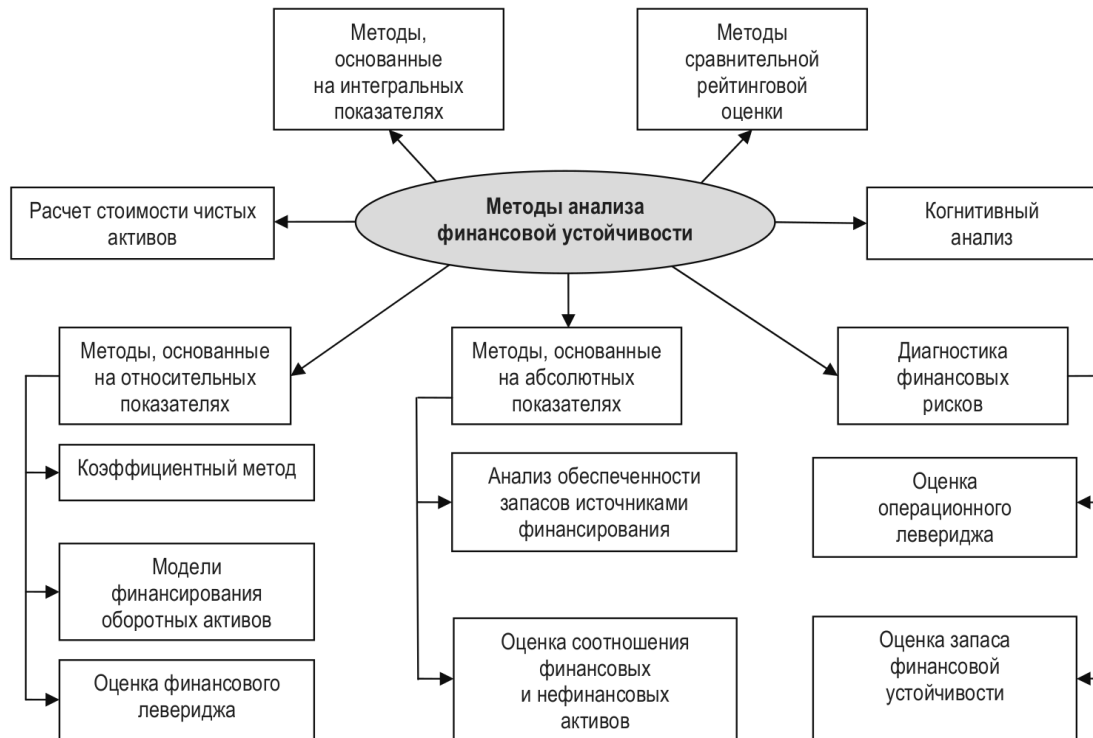 Методы,
основанные
на интегральных
показателях
Методы
сравнительной
рейтинговой
оценки
Расчет стоимости чистых
активов
Методы анализа
финансовой устойчивости
Когнитивный
анализ
Методы, основанные
на относительных
показателях
Методы, основанные
на абсолютных
показателях
Диагностика
финансовых
рисков
Коэффициентный метод
Модели
финансирования
оборотных активов
Оценка финансового
левериджа
Анализ обеспеченности
запасов источниками
финансирования
Оценка соотношения
финансовых
и нефинансовых
активов
Оценка
операционного
левериджа
Оценка запаса
финансовой
устойчивости